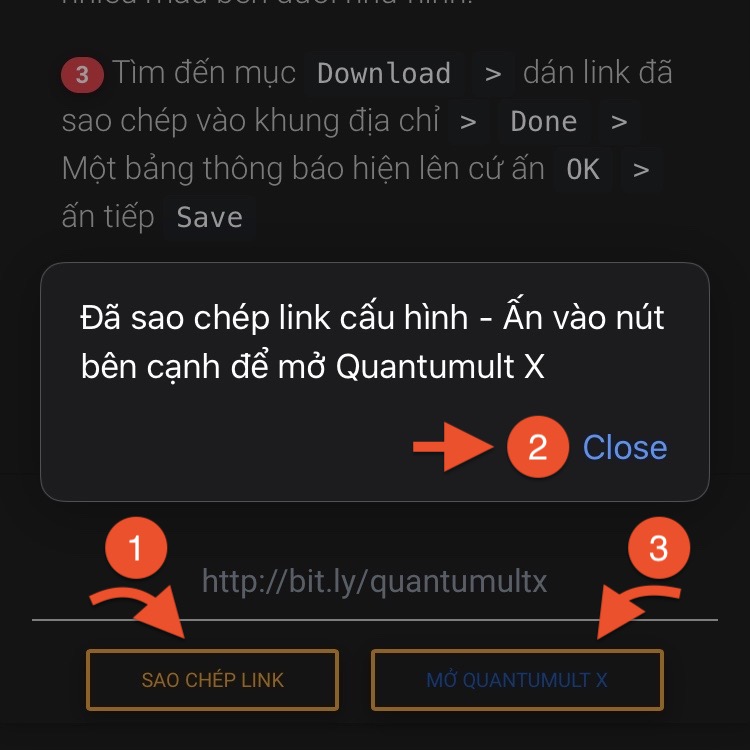 3 Tìm đến mục Download > dán link đã
sao chép vào khung địa chỉ > Done >
Một bảng thông báo hiện lên cứ ấn OK >
ấn tiếp Save
Đã sao chép link cấu hình - Ấn vào nút
bên cạnh để mở Quantumult X
2 Close
1
3
http://bit.ly/quantumultx
SAO CHÉP LINK
MỞ QUANTUMULT X